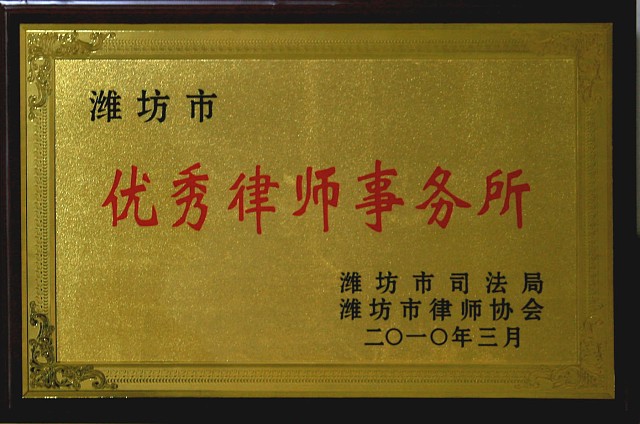 潍坊市
优秀律师事务所
潍坊市司法局
潍坊市律师协会
二〇一〇年三月